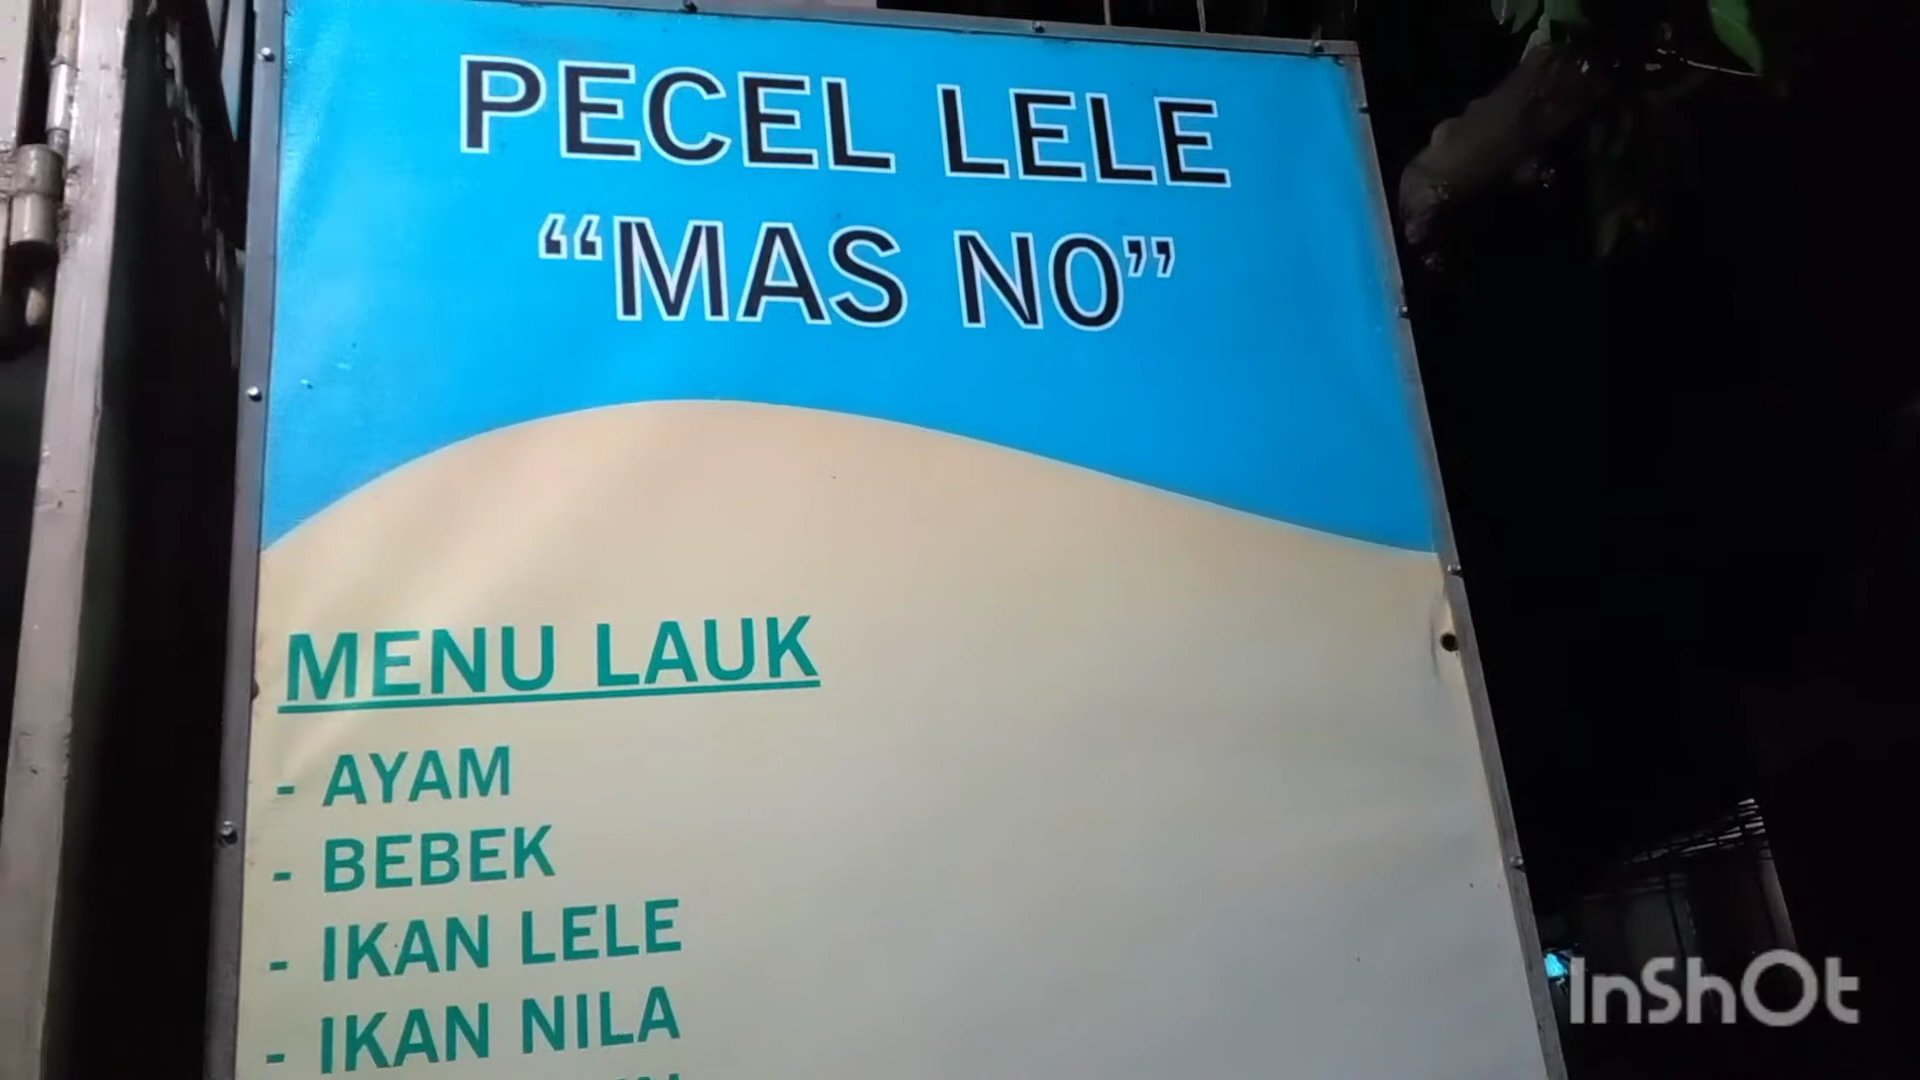 PECEL LELE
“MAS NO”
MENU LAUK
- AYAM
- BEBEK
- IKAN LELE
- IKAN NILA
InShOt